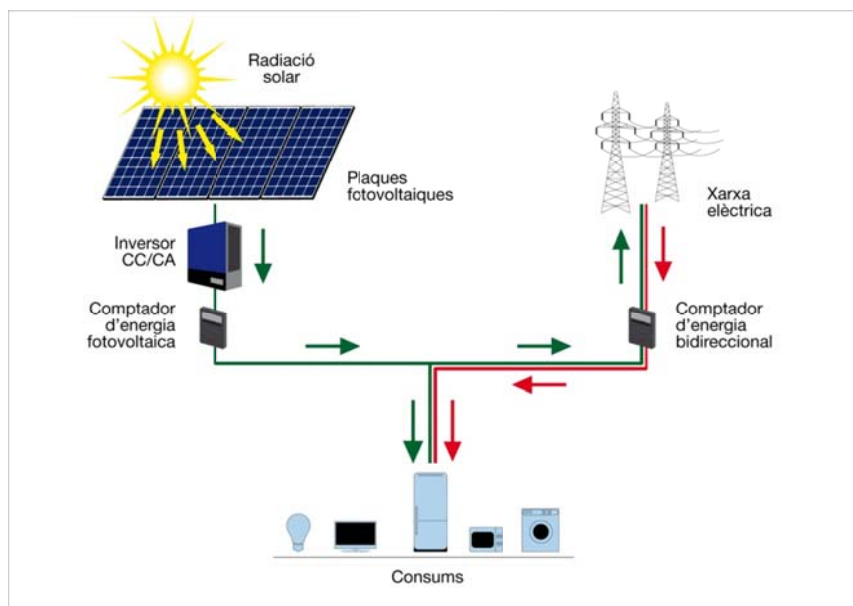 Radiació
solar
Plaques
fotovoltaiques
Xarxa
elèctrica
Inversor
CC/CA
Comptador
d'energia
fotovoltaica
Comptador
d'energia
bidireccional
Consums